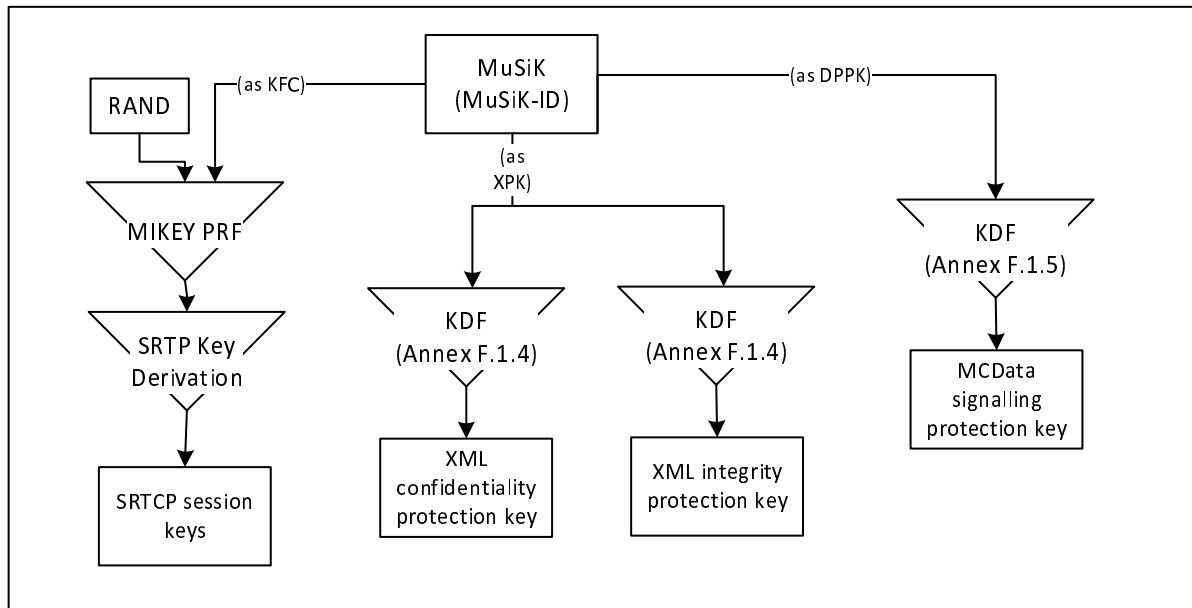 MuSiK
(MuSiK-ID)
(as KFC)
(as DPPK)
RAND
(as
XPK)
MIKEY PRF
KDF
(Annex F.1.5)
SRTP Key
Derivation
KDF
(Annex F.1.4)
KDF
(Annex F.1.4)
MCData
signalling
protection key
SRTCP session
keys
XML
confidentiality
protection key
XML integrity
protection key